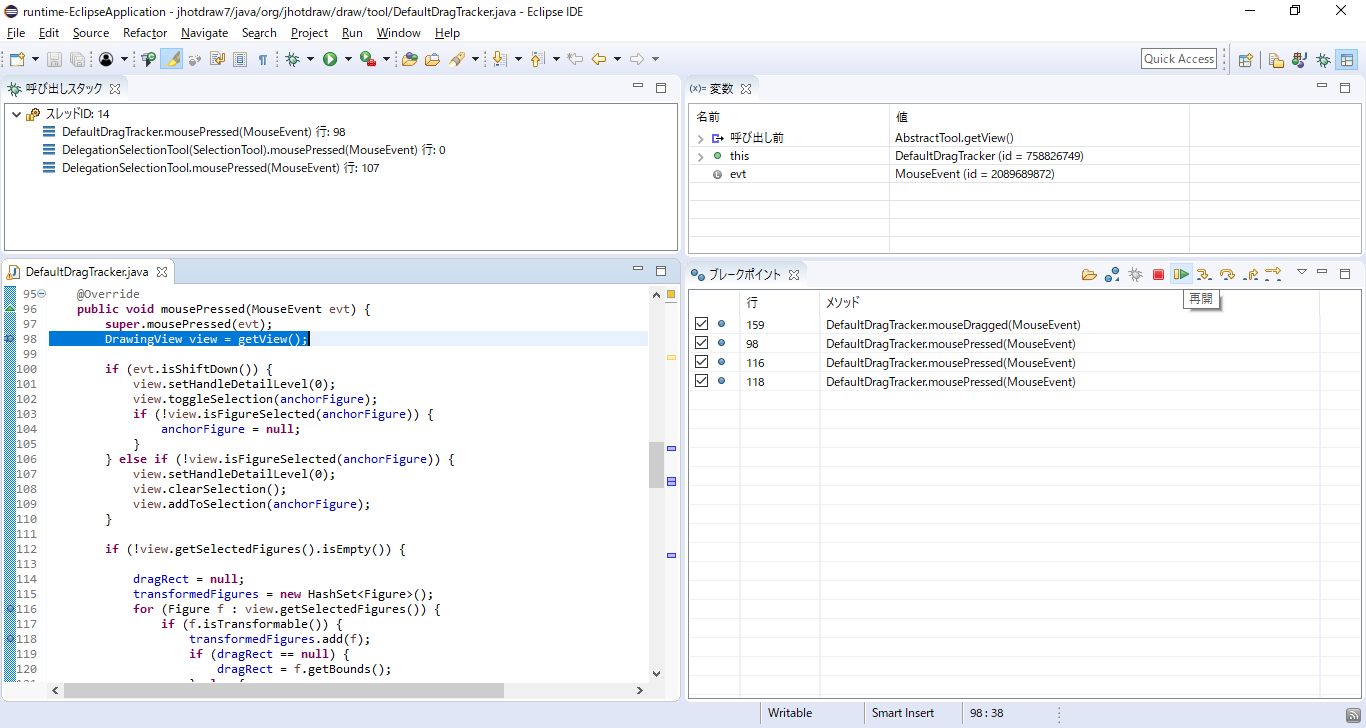 runtime-EclipseApplication - jhotdraw7/java/org/jhotdraw/draw/tool/DefaultDragTracker.java - Eclipse IDE
File Edit Source Refactor Navigate Search Project Run Window Help
Quick Access
呼び出しスタック
スレッドID: 14
DefaultDragTracker.mousePressed(MouseEvent) 行: 98
DelegationSelectionTool(SelectionTool).mousePressed(MouseEvent) 行: 0
DelegationSelectionTool.mousePressed(MouseEvent) 行: 107
(x)= 変数
名前 値
呼び出し前 AbstractTool.getView()
this DefaultDragTracker (id = 758826749)
evt MouseEvent (id = 2089689872)
DefaultDragTracker.java
95 @Override
96 public void mousePressed(MouseEvent evt) {
97 super.mousePressed(evt);
98 DrawingView view = getView();
99
100 if (evt.isShiftDown()) {
101 view.setHandleDetailLevel(0);
102 view.toggleSelection(anchorFigure);
103 if (!view.isFigureSelected(anchorFigure)) {
104 anchorFigure = null;
105 }
106 } else if (!view.isFigureSelected(anchorFigure)) {
107 view.setHandleDetailLevel(0);
108 view.clearSelection();
109 view.addToSelection(anchorFigure);
110 }
111
112 if (!view.getSelectedFigures().isEmpty()) {
113
114 dragRect = null;
115 transformedFigures = new HashSet<Figure>();
116 for (Figure f : view.getSelectedFigures()) {
117 if (f.isTransformable()) {
118 transformedFigures.add(f);
119 if (dragRect == null) {
120 dragRect = f.getBounds();
ブレークポイント
再開
行 メソッド
159 DefaultDragTracker.mouseDragged(MouseEvent)
98 DefaultDragTracker.mousePressed(MouseEvent)
116 DefaultDragTracker.mousePressed(MouseEvent)
118 DefaultDragTracker.mousePressed(MouseEvent)
Writable Smart Insert 98 : 38